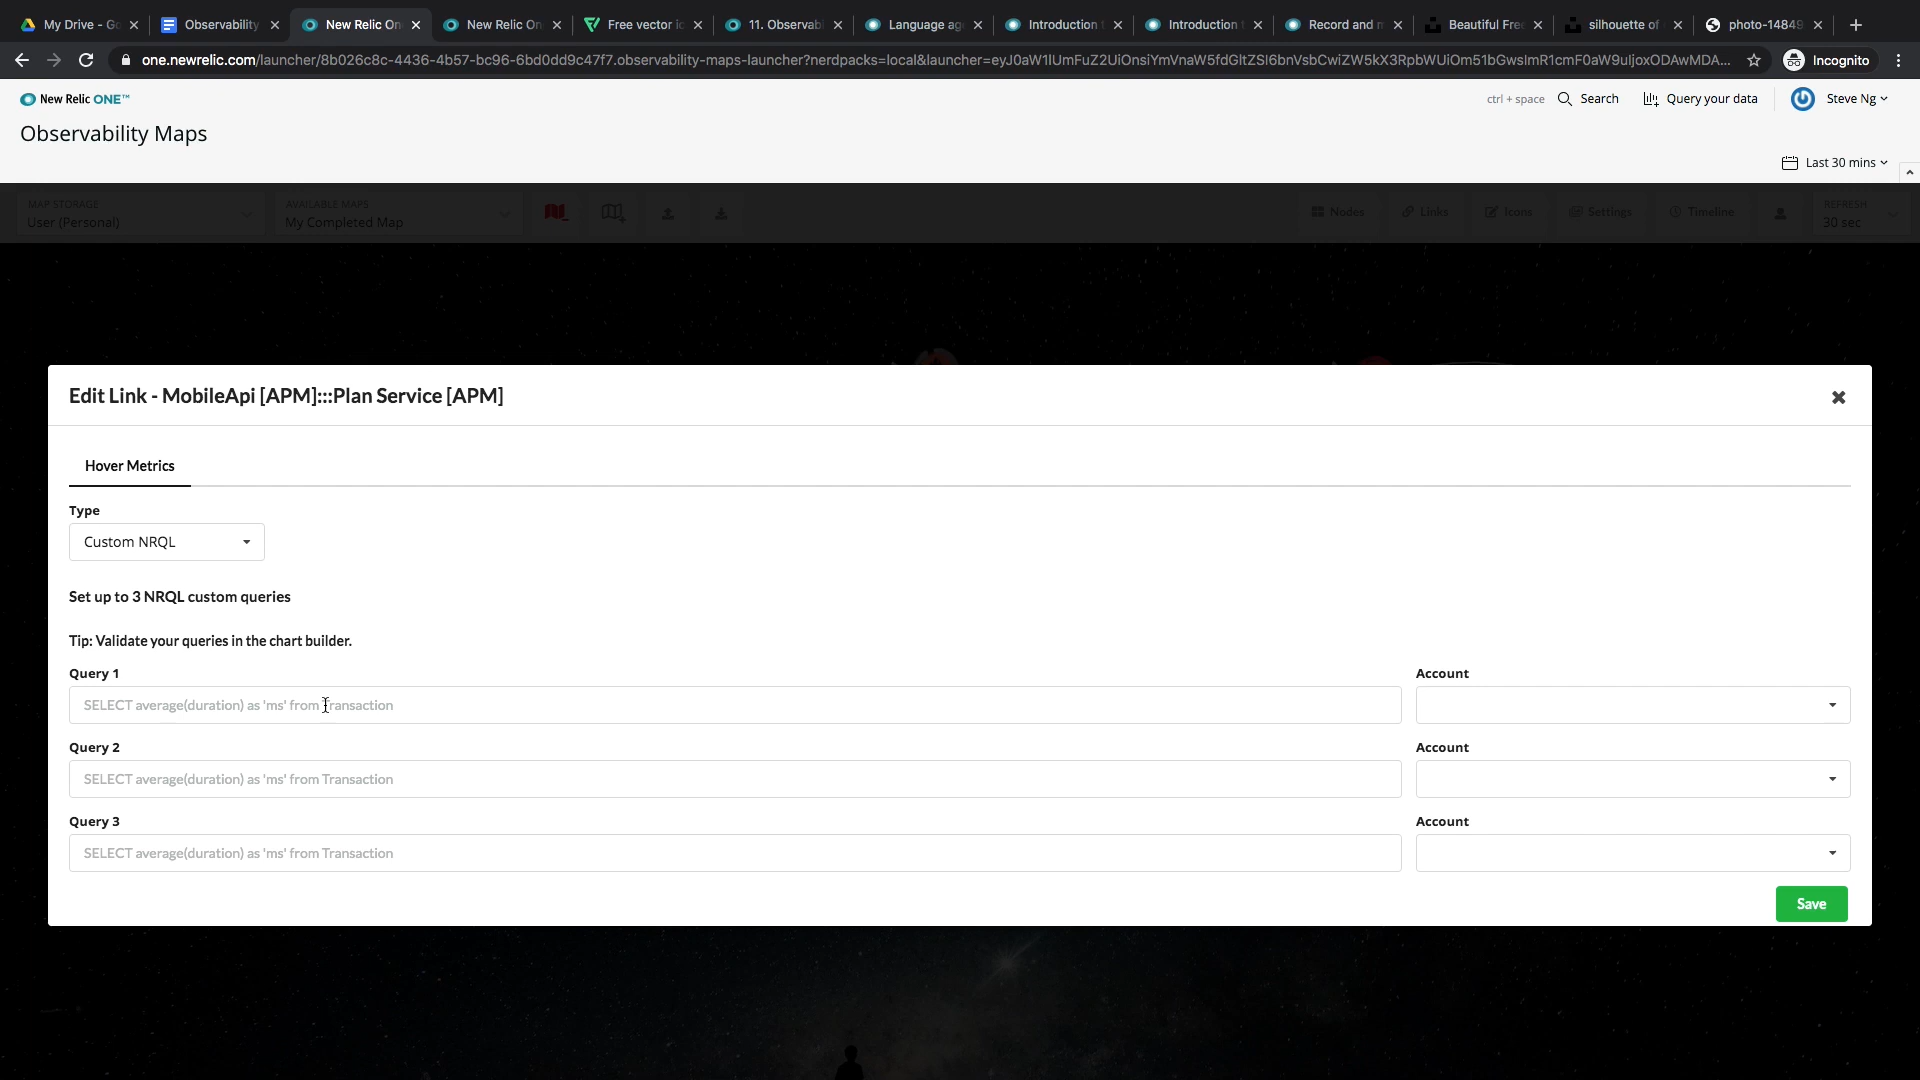 My Drive - Go
Observability
New Relic On
New Relic On
Free vector ic
11. Observab
Language ag
Introduction
Introduction
Record and m
Beautiful Free
silhouette of
photo-14849
one.newrelic.com/launcher/8b026c8c-4436-4b57-bc96-6bd0dd9c47f7.observability-maps-launcher?nerdpacks=local&launcher=
Incognito
New Relic ONE™
ctrl + space
Search
Query your data
Steve Ng
Observability Maps
Last 30 mins
MAP STORAGE
User (Personal)
AVAILABLE MAPS
My Completed Map
Nodes
Links
Icons
Settings
Timeline
REFRESH
30 sec
Edit Link - MobileApi [APM]:::Plan Service [APM]
Hover Metrics
Type
Custom NRQL
Set up to 3 NRQL custom queries
Tip: Validate your queries in the chart builder.
Query 1
Account
SELECT average(duration) as 'ms' from Transaction
Query 2
Account
SELECT average(duration) as 'ms' from Transaction
Query 3
Account
SELECT average(duration) as 'ms' from Transaction
Save